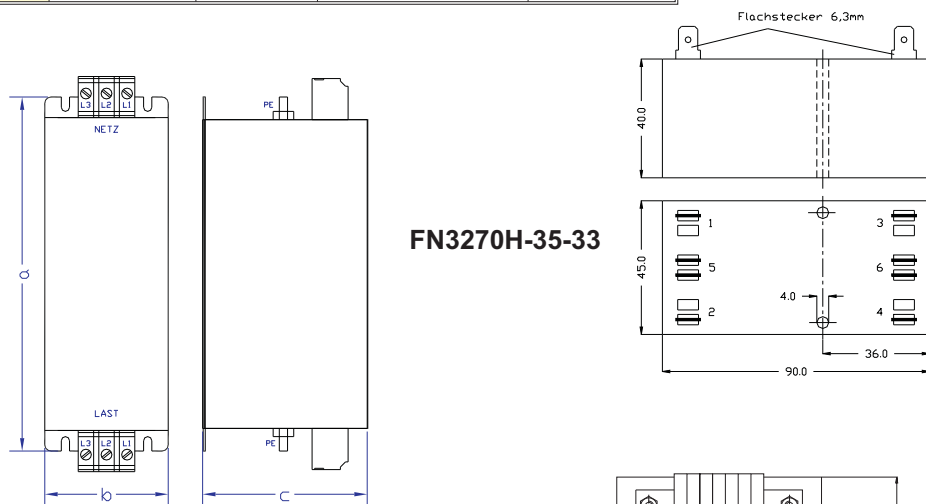 Flachstecker 6,3mm
L3 L2 L1
NETZ
PE
40.0
a
FN3270H-35-33
1
3
45.0
5
6
4.0
2
4
36.0
90.0
LAST
L3 L2 L1
PE
b
c